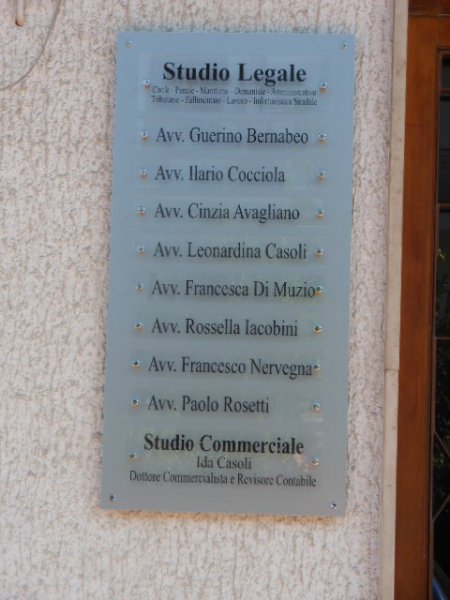 Studio Legale
Civile - Penale - Marittimo - Demaniale - Amministrativo
Tributario - Fallimentare - Lavoro - Infortunistica Stradale
Avv. Guerino Bernabeo
Avv. Ilario Cocciola
Avv. Cinzia Avagliano
Avv. Leonardina Casoli
Avv. Francesca Di Muzio
Avv. Rossella Iacobini
Avv. Francesco Nervegna
Avv. Paolo Rosetti
Studio Commerciale
Ida Casoli
Dottore Commercialista e Revisore Contabile